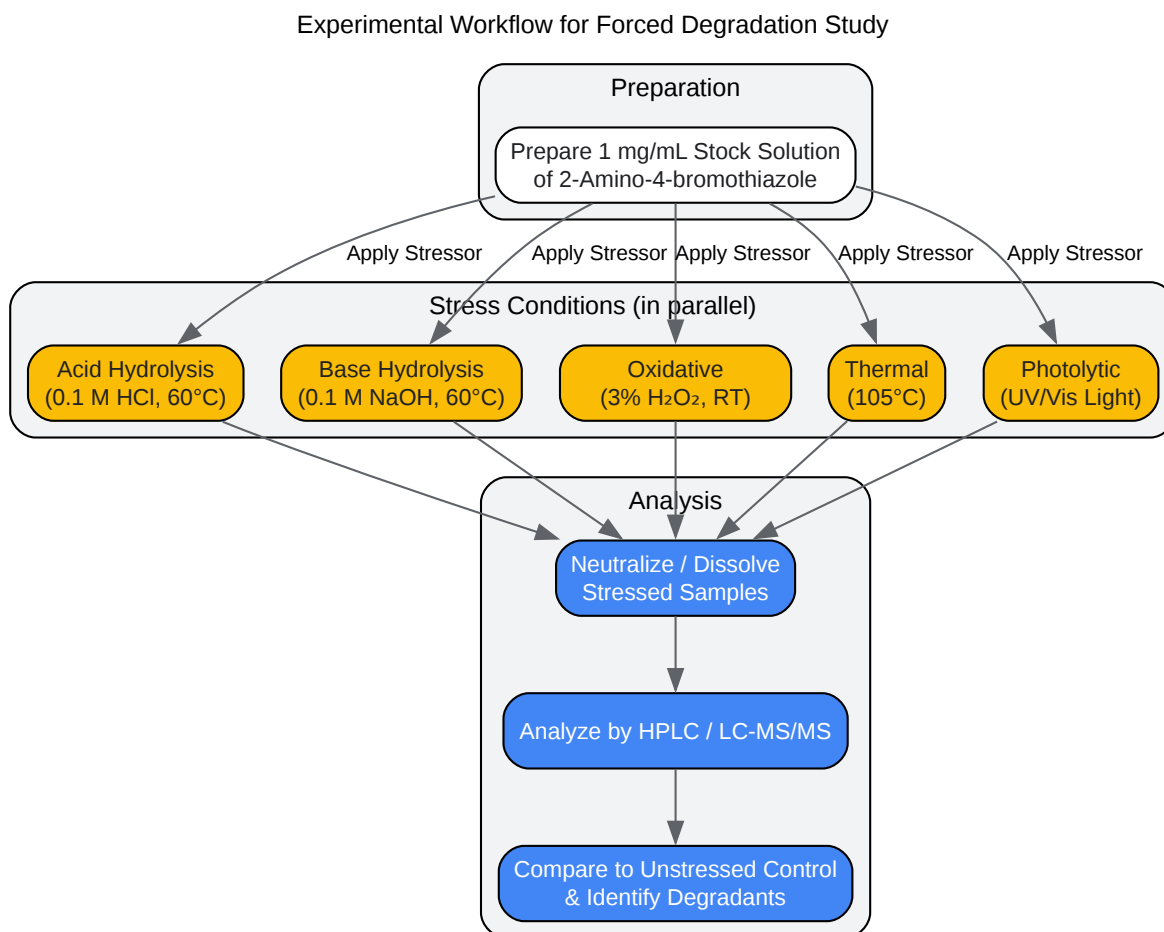 Experimental Workflow for Forced Degradation Study
Preparation
Prepare 1 mg/mL Stock Solution
of 2-Amino-4-bromothiazole
Apply Stressor
Apply Stressor
Apply Stressor
Apply Stressor
Apply Stressor
Stress Conditions (in parallel)
Acid Hydrolysis
(0.1 M HCl, 60°C)
Base Hydrolysis
(0.1 M NaOH, 60°C)
Oxidative
(3% H₂O₂, RT)
Thermal
(105°C)
Photolytic
(UV/Vis Light)
Analysis
Neutralize / Dissolve
Stressed Samples
Analyze by HPLC / LC-MS/MS
Compare to Unstressed Control
& Identify Degradants